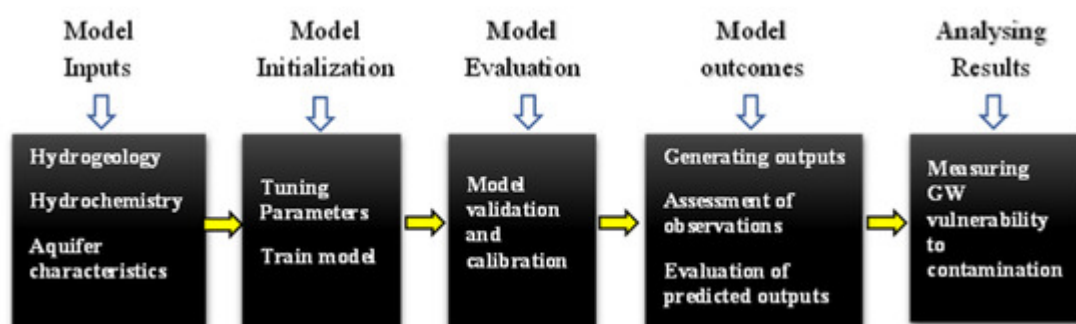 Model
Inputs
Model
Initialization
Model
Evaluation
Model
outcomes
Analysing
Results
Hydrogeology
Hydrochemistry
Aquifer
characteristics
Tuning
Parameters
Train model
Model
validation
and
calibration
Generating outputs
Assessment of
observations
Evaluation of
predicted outputs
Measuring
GW
vulnerability
to
contamination